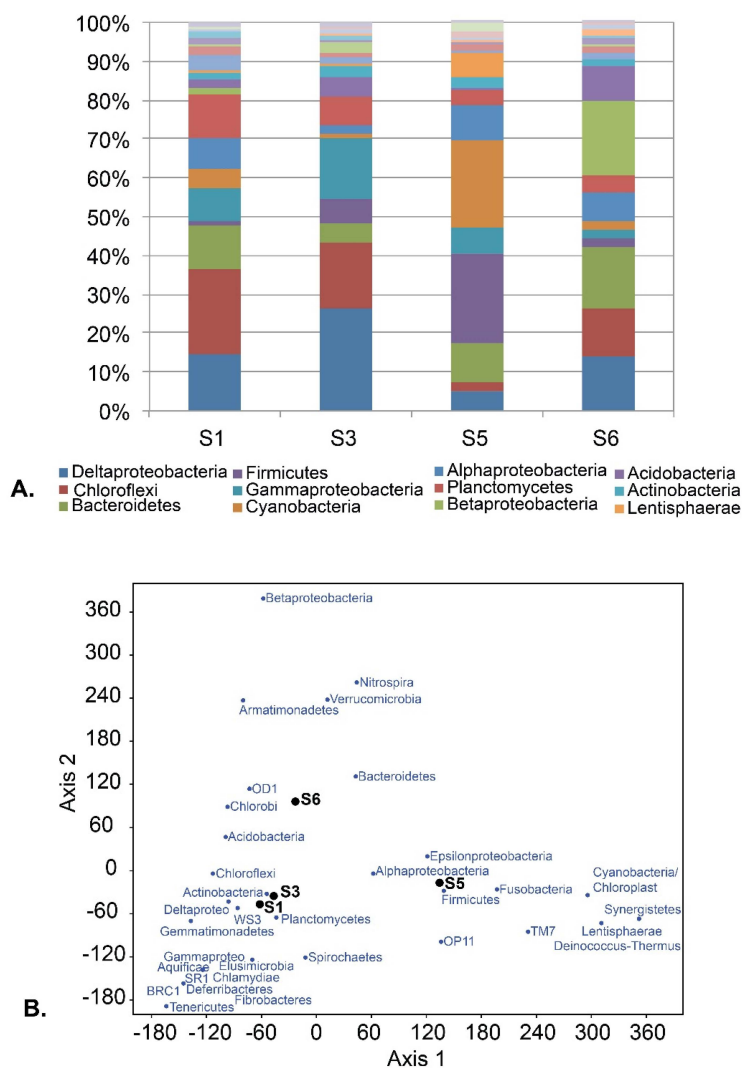 100%
90%
80%
70%
60%
50%
40%
30%
20%
10%
0%
S1 S3 S5 S6
Deltaproteobacteria Firmicutes Alphaproteobacteria Acidobacteria
Chloroflexi Gammaproteobacteria Planctomycetes Actinobacteria
Bacteroidetes Cyanobacteria Betaproteobacteria Lentisphaerae
A.
360
300
240
180
120
60
0
-60
-120
-180
Axis 2
Betaproteobacteria
Nitrospira
Verrucomicrobia
Armatimonadetes
Bacteroidetes
OD1
S6
Chlorobi
Acidobacteria
Epsilonproteobacteria
Chloroflexi
Alphaproteobacteria
Cyanobacteria/
Chloroplast
Actinobacteria
S3
S5
Fusobacteria
Firmicutes
Deltaproteo
S1
WS3
Planctomycetes
Synergistetes
Gemmatimonadetes
Lentisphaerae
TM7
OP11
Deinococcus-Thermus
Gammaproteo
Spirochaetes
Aquificae
Elusimicrobia
SR1
Chlamydiae
BRC1
Deferribacteres
Fibrobacteres
Tenericutes
-180 -120 -60 0 60 120 180 240 300 360
Axis 1
B.